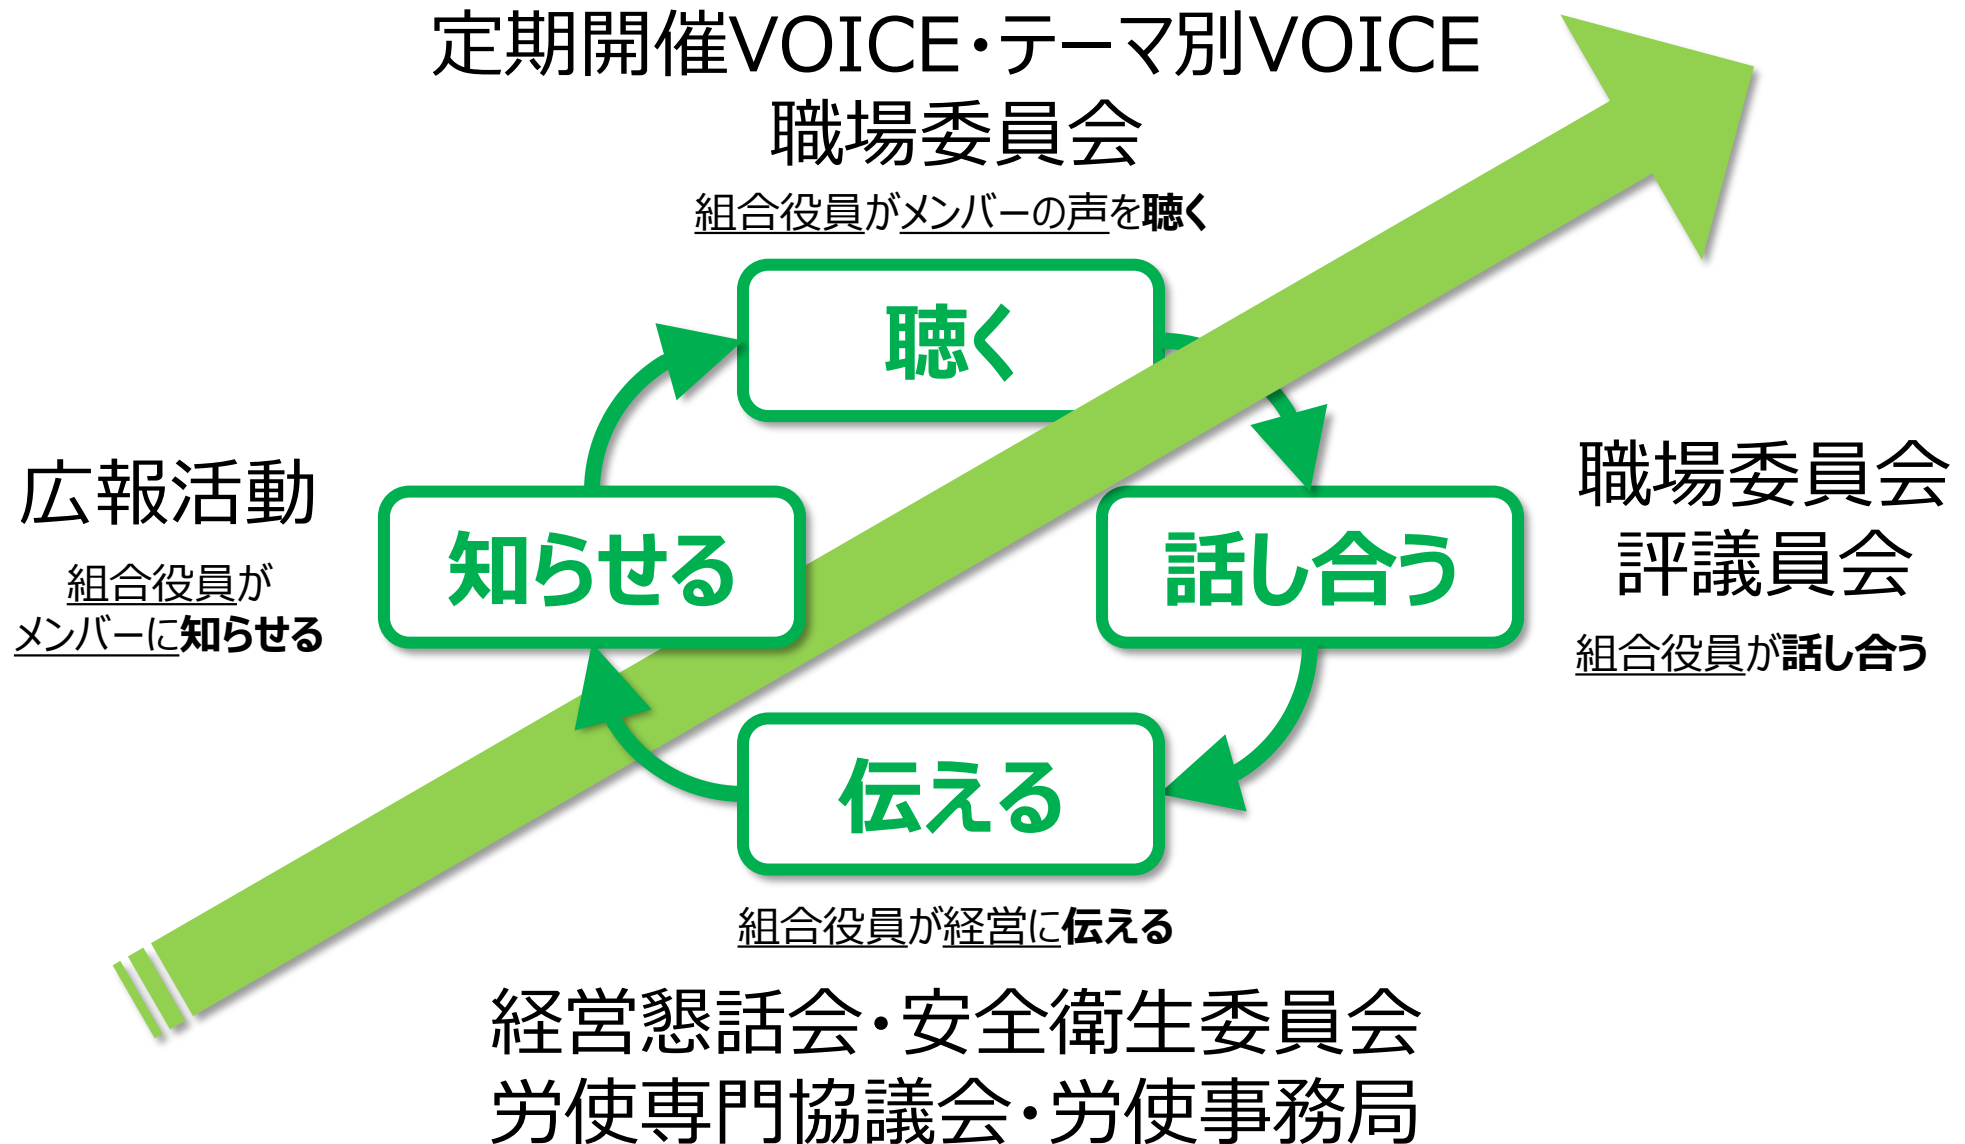 定期開催VOICE・テーマ別VOICE
職場委員会
組合役員がメンバーの声を聴く
聴く
広報活動
組合役員が
メンバーに知らせる
知らせる
話し合う
職場委員会
評議員会
組合役員が話し合う
伝える
組合役員が経営に伝える
経営懇話会・安全衛生委員会
労使専門協議会・労使事務局